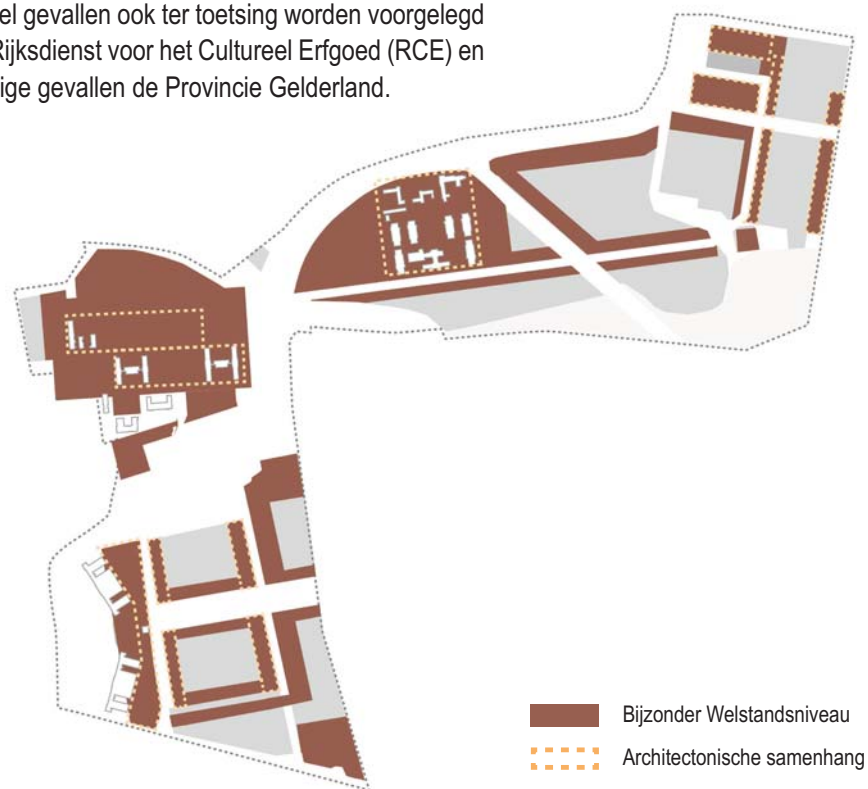 el gevallen ook ter toetsing worden voorgelegd
Rijksdienst voor het Cultureel Erfgoed (RCE) en
ige gevallen de Provincie Gelderland.
Bijzonder Welstandsniveau
Architectonische samenhang